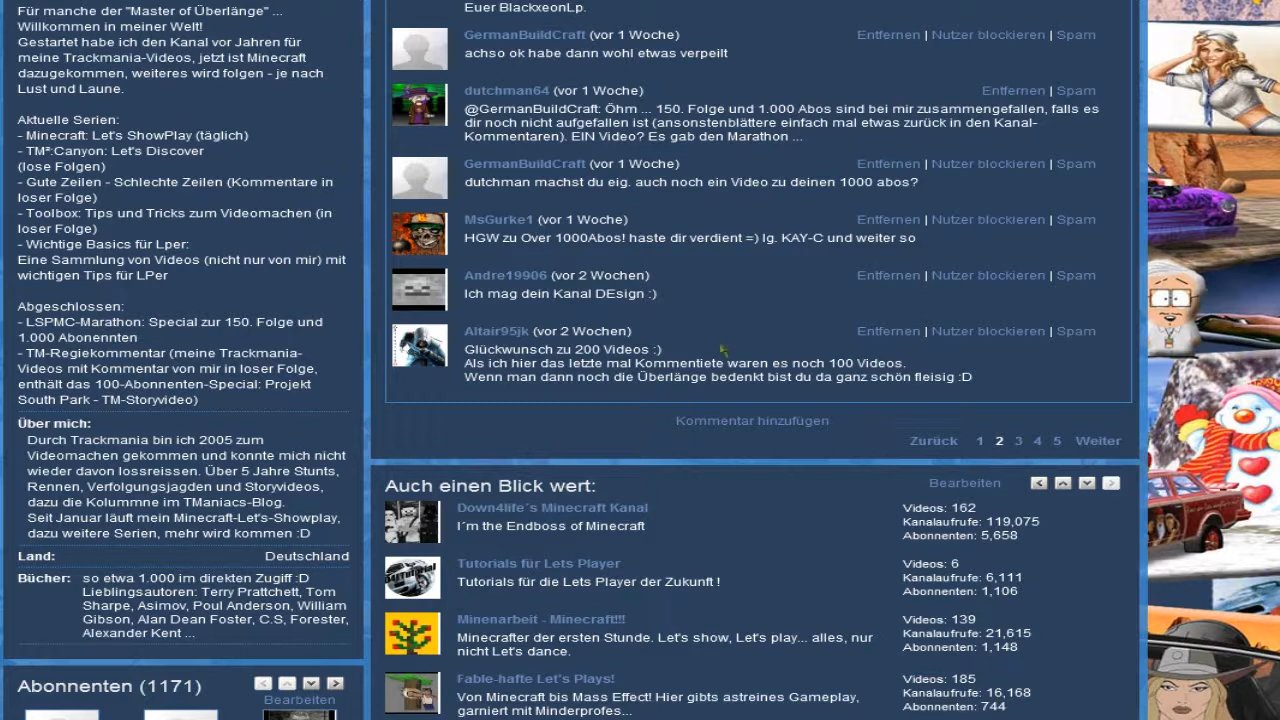 Für manche der "Master of Überlänge" ...
Willkommen in meiner Welt!
Gestartet habe ich den Kanal vor Jahren für
meine Trackmania-Videos, jetzt ist Minecraft
dazugekommen, weiteres wird folgen - je nach
Lust und Laune.
Aktuelle Serien:
- Minecraft: Let's ShowPlay (täglich)
- TM²:Canyon: Let's Discover
(lose Folgen)
- Gute Zeilen - Schlechte Zeilen (Kommentare in
loser Folge)
- Toolbox: Tips und Tricks zum Videomachen (in
loser Folge)
- Wichtige Basics für Lper:
Eine Sammlung von Videos (nicht nur von mir) mit
wichtigen Tips für LPer
Abgeschlossen:
- LSPMC-Marathon: Special zur 150. Folge und
1.000 Abonennten
- TM-Regiekommentar (meine Trackmania-
Videos mit Kommentar von mir in loser Folge,
enthält das 100-Abonnenten-Special: Projekt
South Park - TM-Storyvideo)
Über mich:
Durch Trackmania bin ich 2005 zum
Videomachen gekommen und konnte mich nicht
wieder davon lossreissen. Über 5 Jahre Stunts,
Rennen, Verfolgungsjagden und Storyvideos,
dazu die Kolummne im TManiacs-Blog.
Seit Januar läuft mein Minecraft-Let's-Showplay,
dazu weitere Serien, mehr wird kommen :D
Land: Deutschland
Bücher: so etwa 1.000 im direkten Zugiff :D
Lieblingsautoren: Terry Prattchett, Tom
Sharpe, Asimov, Poul Anderson, William
Gibson, Alan Dean Foster, C.S, Forester,
Alexander Kent ...
Abonnenten (1171)
Bearbeiten
Euer BlackxeonLp.
GermanBuildCraft (vor 1 Woche) Entfernen | Nutzer blockieren | Spam
achso ok habe dann wohl etwas verpeilt
dutchman64 (vor 1 Woche) Entfernen | Spam
@GermanBuildCraft: Öhm ... 150. Folge und 1.000 Abos sind bei mir zusammengefallen, falls es
dir noch nicht aufgefallen ist (ansonstenblättere einfach mal etwas zurück in den Kanal-
Kommentaren). EIN Video? Es gab den Marathon ...
GermanBuildCraft (vor 1 Woche) Entfernen | Nutzer blockieren | Spam
dutchman machst du eig. auch noch ein Video zu deinen 1000 abos?
MsGurke1 (vor 1 Woche) Entfernen | Nutzer blockieren | Spam
HGW zu Over 1000Abos! haste dir verdient =) lg. KAY-C und weiter so
Andre19906 (vor 2 Wochen) Entfernen | Nutzer blockieren | Spam
Ich mag dein Kanal DEsign :)
Altair95jk (vor 2 Wochen) Entfernen | Nutzer blockieren | Spam
Glückwunsch zu 200 Videos :)
Als ich hier das letzte mal Kommentiete waren es noch 100 Videos.
Wenn man dann noch die Überlänge bedenkt bist du da ganz schön fleisig :D
Kommentar hinzufügen
Zurück 1 2 3 4 5 Weiter
Auch einen Blick wert: Bearbeiten
Down4life´s Minecraft Kanal
I´m the Endboss of Minecraft
Videos: 162
Kanalaufrufe: 119,075
Abonnenten: 5,658
Tutorials für Lets Player
Tutorials für die Lets Player der Zukunft !
Videos: 6
Kanalaufrufe: 6,111
Abonnenten: 1,106
Minenarbeit - Minecraft!!!
Minecrafter der ersten Stunde. Let's show, Let's play... alles, nur
nicht Let's dance.
Videos: 139
Kanalaufrufe: 21,615
Abonnenten: 1,148
Fable-hafte Let's Plays!
Von Minecraft bis Mass Effect! Hier gibts astreines Gameplay,
garniert mit Minderprofes...
Videos: 185
Kanalaufrufe: 16,168
Abonnenten: 744